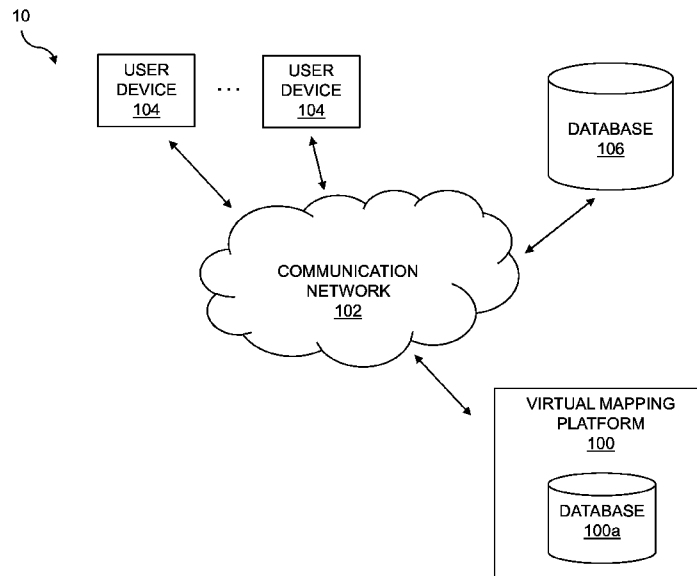 10
USER
DEVICE
104
...
USER
DEVICE
104
DATABASE
106
COMMUNICATION
NETWORK
102
VIRTUAL MAPPING
PLATFORM
100
DATABASE
100a